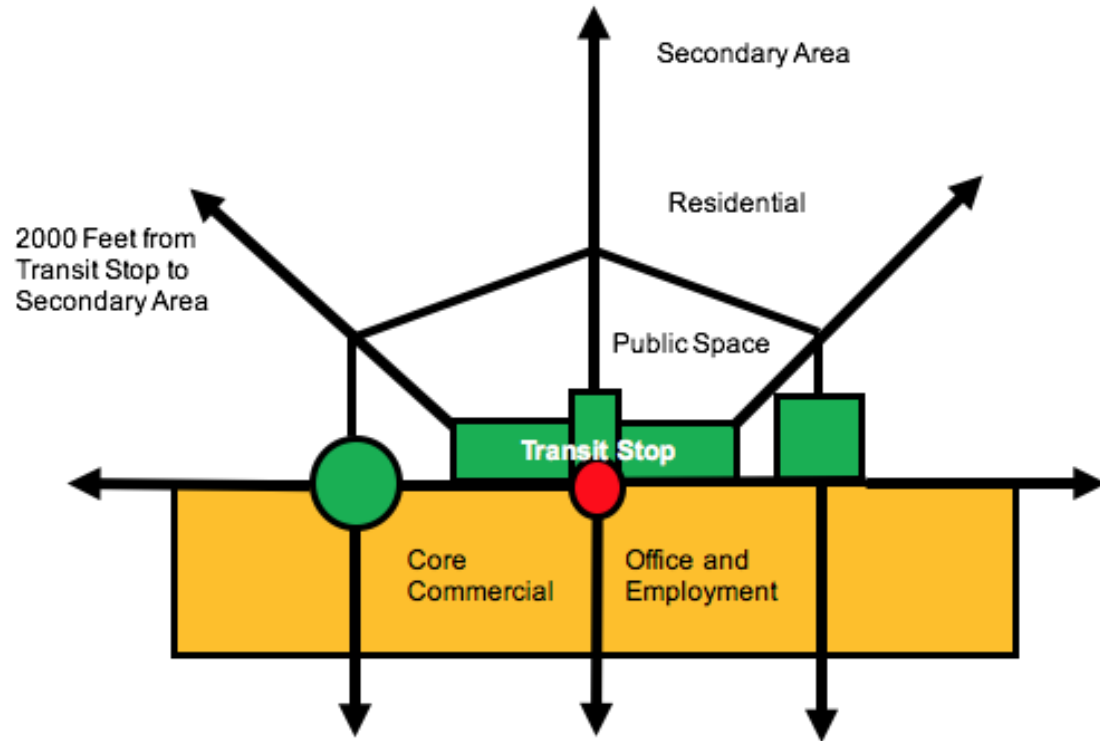 Secondary Area
Residential
2000 Feet from
Transit Stop to
Secondary Area
Public Space
Transit Stop
Core
Commercial
Office and
Employment